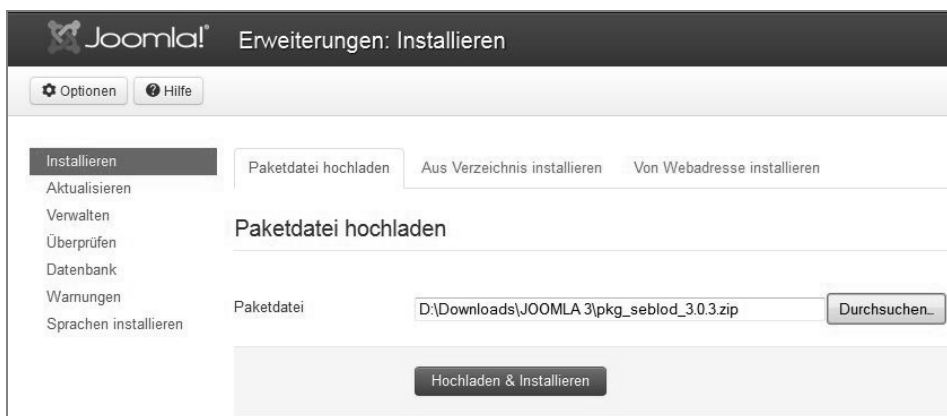 Joomla!® Erweiterungen: Installieren
Optionen Hilfe
Installieren
Aktualisieren
Verwalten
Überprüfen
Datenbank
Warnungen
Sprachen installieren
Paketdatei hochladen Aus Verzeichnis installieren Von Webadresse installieren
Paketdatei hochladen
Paketdatei D:\Downloads\JOOMLA 3\pkg_seblod_3.0.3.zip Durchsuchen...
Hochladen & Installieren